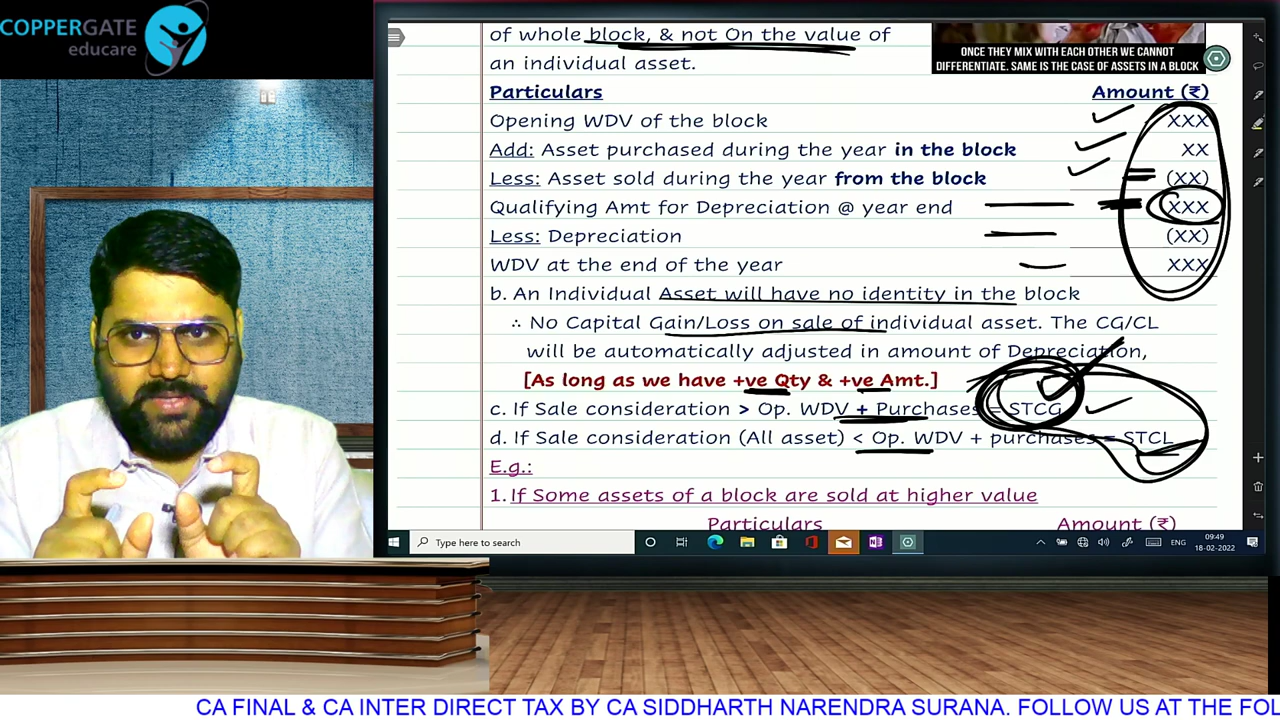 COPPERGATE
educare
of whole block, & not On the value of
an individual asset.
ONCE THEY MIX WITH EACH OTHER WE CANNOT
DIFFERENTIATE. SAME IS THE CASE OF ASSETS IN A BLOCK
Particulars Amount (₹)
Opening WDV of the block XXX
Add: Asset purchased during the year in the block XX
Less: Asset sold during the year from the block (XX)
Qualifying Amt for Depreciation @ year end XXX
Less: Depreciation (XX)
WDV at the end of the year XXX
b. An Individual Asset will have no identity in the block
∴ No Capital Gain/Loss on sale of individual asset. The CG/CL
will be automatically adjusted in amount of Depreciation,
[As long as we have +ve Qty & +ve Amt.]
c. If Sale consideration > Op. WDV + Purchases = STCG
d. If Sale consideration (All asset) < Op. WDV + purchases = STCL
E.g.:
1. If Some assets of a block are sold at higher value
Particulars Amount (₹)
Type here to search
ENG
09:49
18-02-2022
CA FINAL & CA INTER DIRECT TAX BY CA SIDDHARTH NARENDRA SURANA. FOLLOW US AT THE FOL